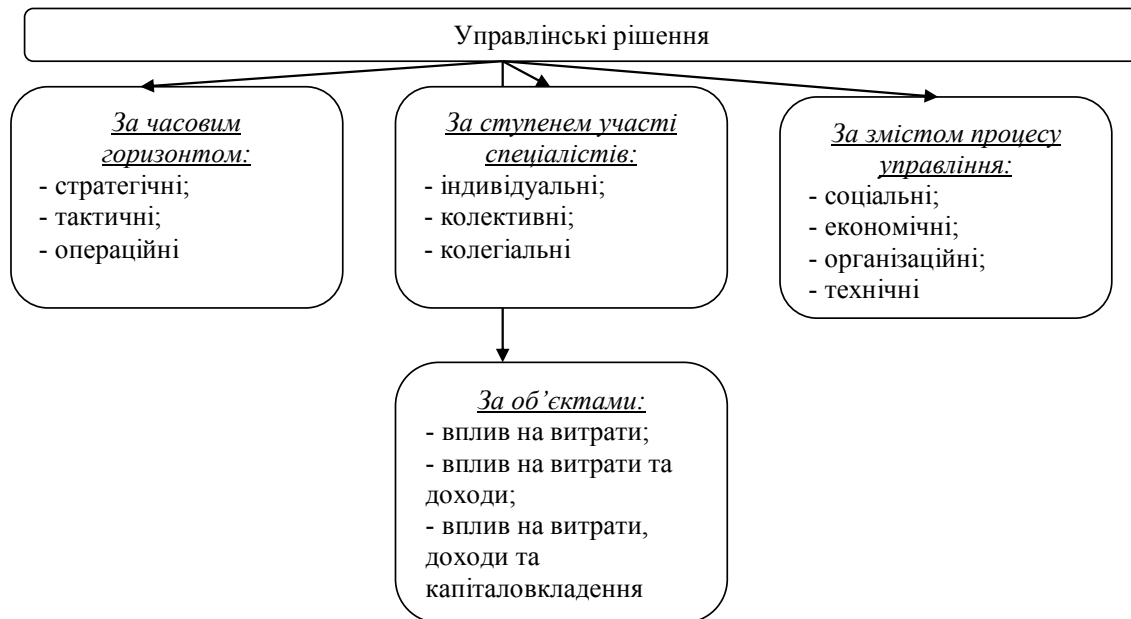 Управлінські рішення
За часовим
горизонтом:
- стратегічні;
- тактичні;
- операційні
За ступенем участі
спеціалістів:
- індивідуальні;
- колективні;
- колегіальні
За змістом процесу
управління:
- соціальні;
- економічні;
- організаційні;
- технічні
За об’єктами:
- вплив на витрати;
- вплив на витрати та
доходи;
- вплив на витрати,
доходи та
капіталовкладення